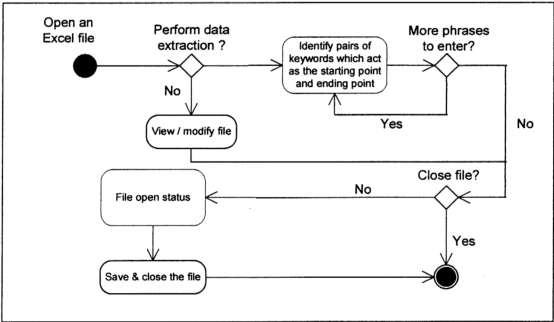 Open an
Excel file
Perform data
extraction ?
Identify pairs of
keywords which act
as the starting point
and ending point
More phrases
to enter?
No
Yes
No
View / modify file
Close file?
No
File open status
Yes
Save & close the file